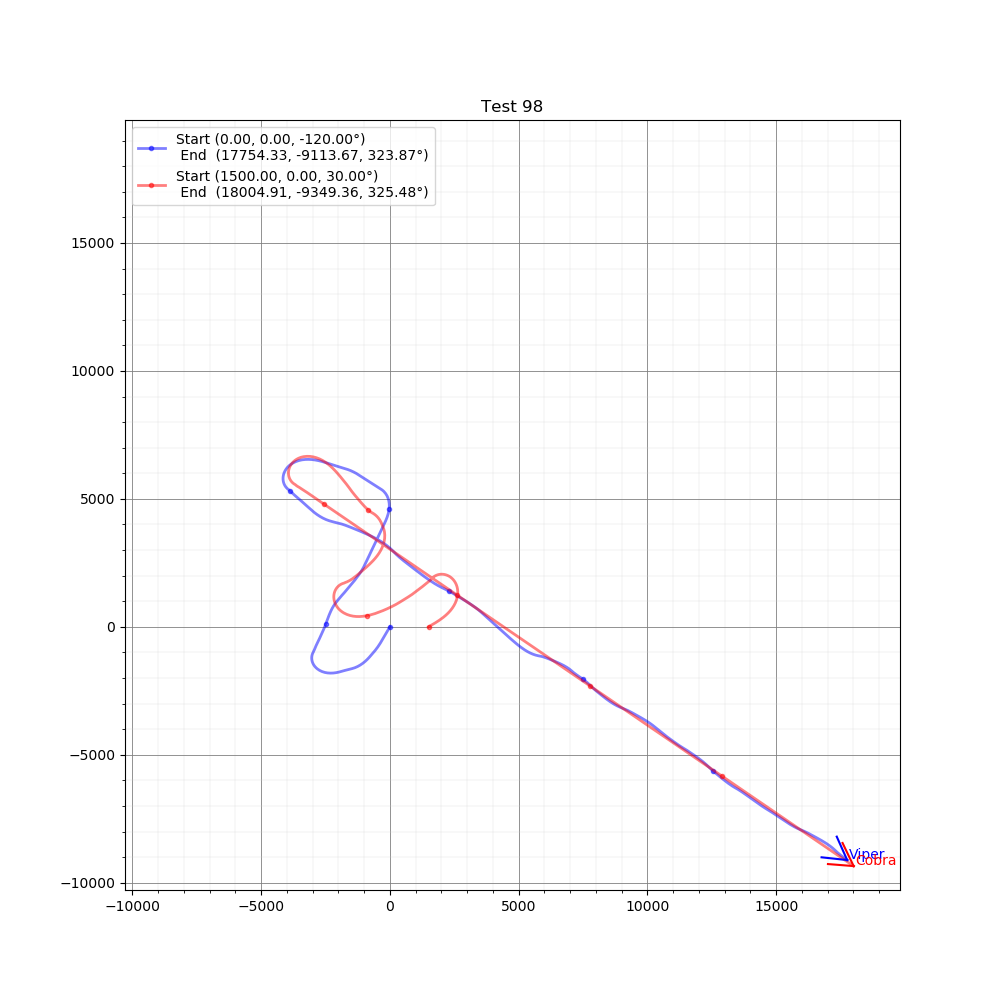 Test 98
Start (0.00, 0.00, -120.00°)
End  (17754.33, -9113.67, 323.87°)
Start (1500.00, 0.00, 30.00°)
End  (18004.91, -9349.36, 325.48°)
15000
10000
5000
0
−5000
−10000
Viper
Cobra
−10000
−5000
0
5000
10000
15000